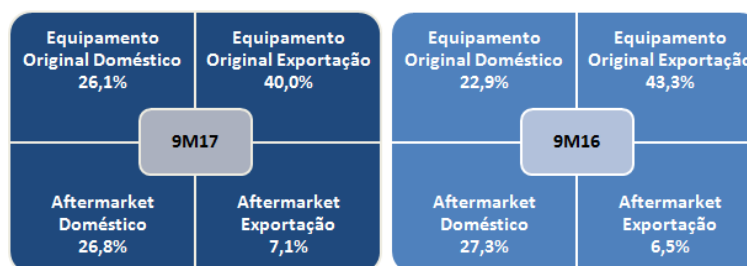 Equipamento
Original Doméstico
26,1%
Equipamento
Original Exportação
40,0%
9M17
Aftermarket
Doméstico
26,8%
Aftermarket
Exportação
7,1%
Equipamento
Original Doméstico
22,9%
Equipamento
Original Exportação
43,3%
9M16
Aftermarket
Doméstico
27,3%
Aftermarket
Exportação
6,5%